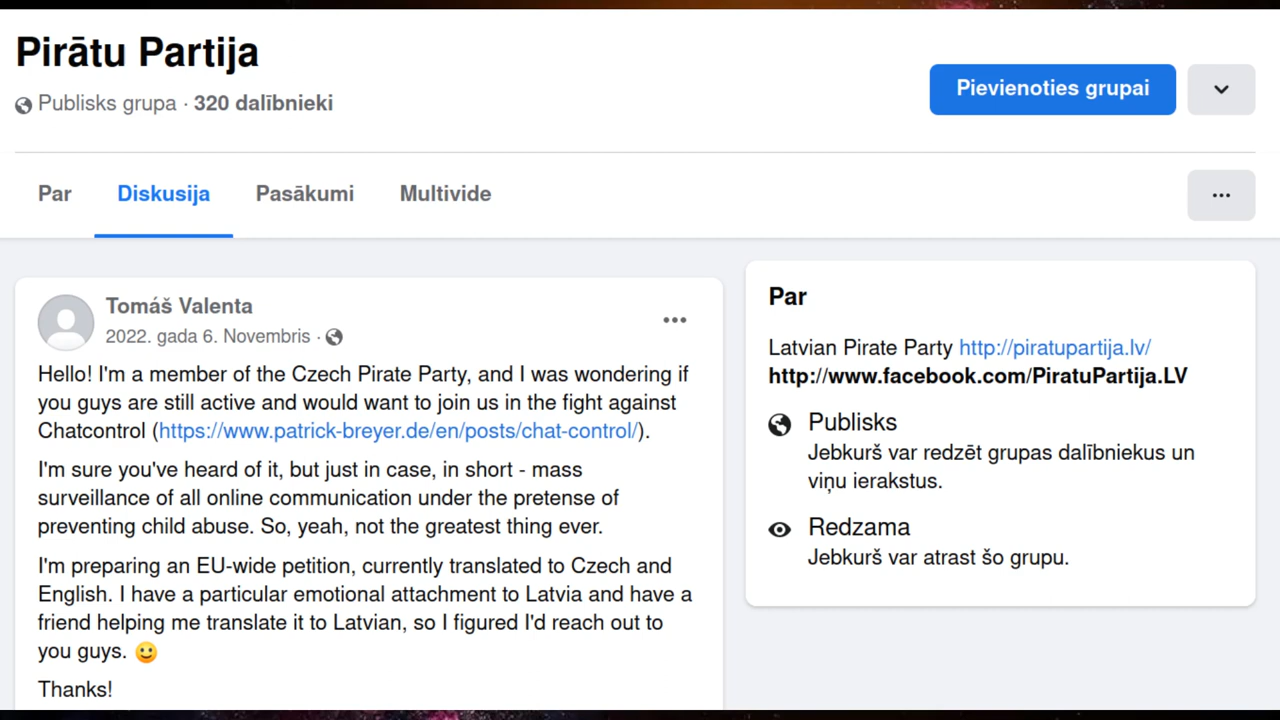 Pirātu Partija
Publisks grupa · 320 dalībnieki
Pievienoties grupai
Par
Diskusija
Pasākumi
Multivide
Tomáš Valenta
2022. gada 6. Novembris ·
Hello! I'm a member of the Czech Pirate Party, and I was wondering if
you guys are still active and would want to join us in the fight against
Chatcontrol (https://www.patrick-breyer.de/en/posts/chat-control/).
I'm sure you've heard of it, but just in case, in short - mass
surveillance of all online communication under the pretense of
preventing child abuse. So, yeah, not the greatest thing ever.
I'm preparing an EU-wide petition, currently translated to Czech and
English. I have a particular emotional attachment to Latvia and have a
friend helping me translate it to Latvian, so I figured I'd reach out to
you guys. 🙂
Thanks!
Par
Latvian Pirate Party http://piratupartija.lv/
http://www.facebook.com/PiratuPartija.LV
Publisks
Jebkurš var redzēt grupas dalībniekus un
viņu ierakstus.
Redzama
Jebkurš var atrast šo grupu.